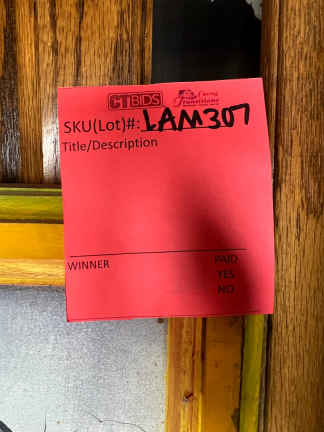 CTBIDS
Caring Transitions
SKU(Lot)#: LAM307
Title/Description
WINNER PAID
YES
NO